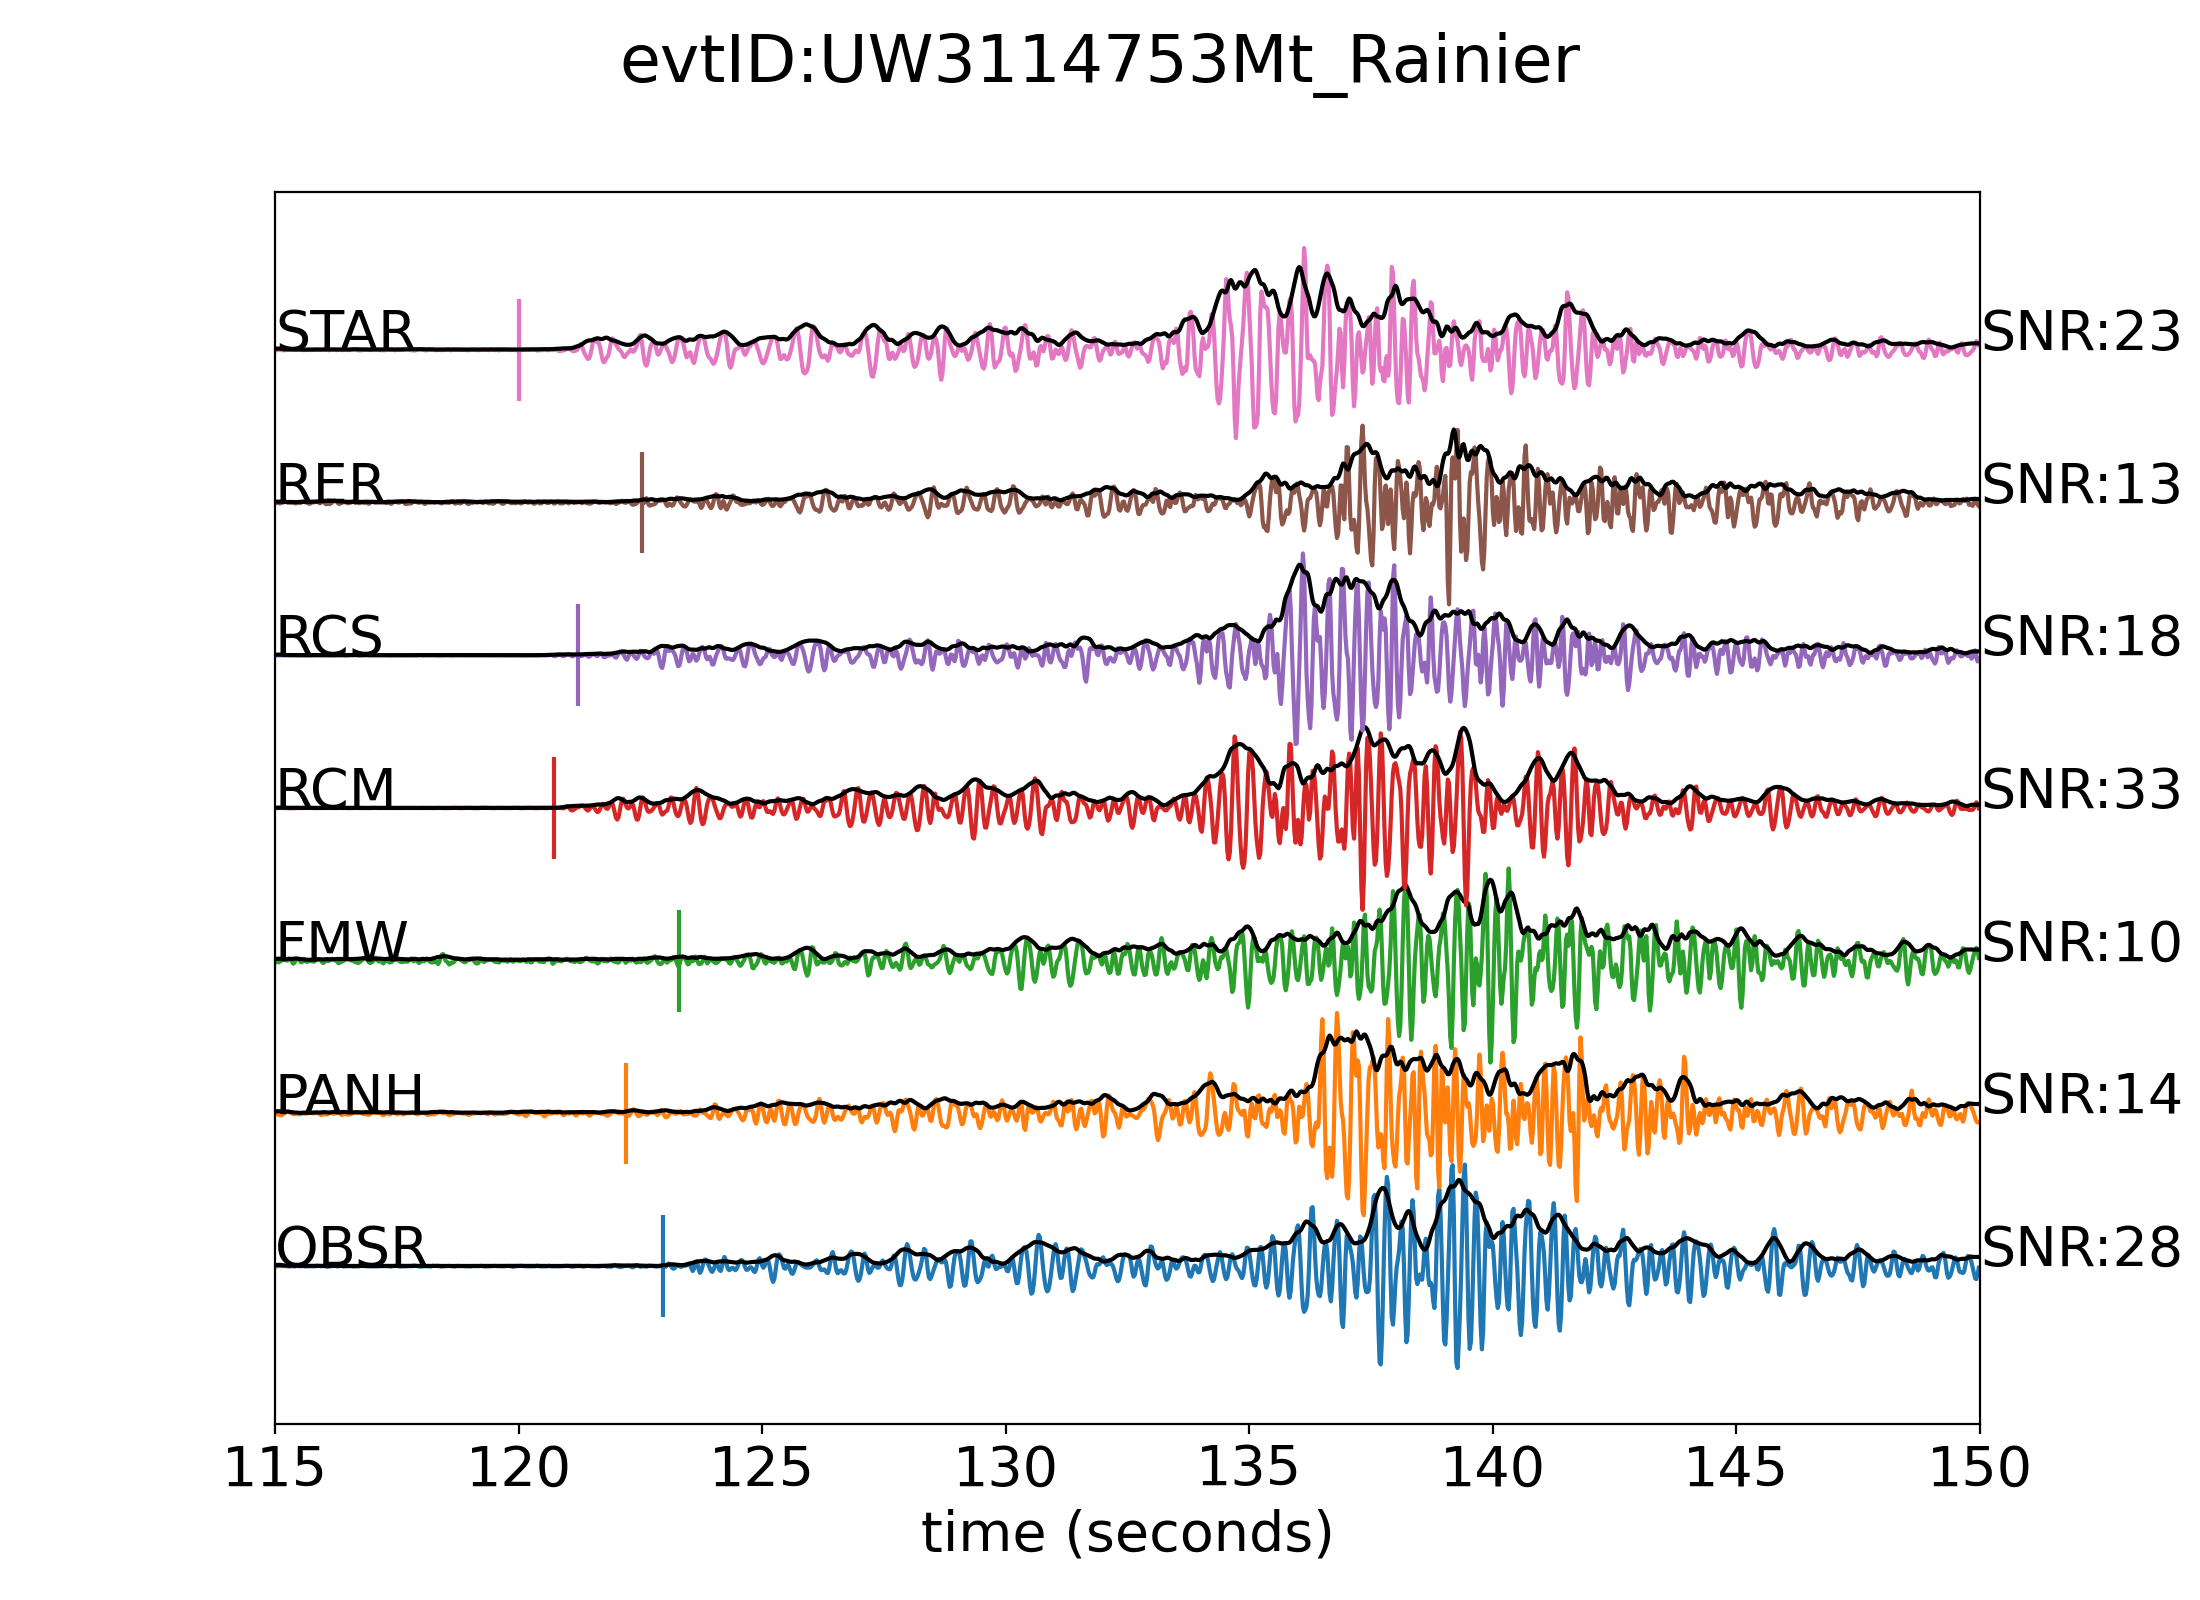 evtID:UW3114753Mt_Rainier
STAR SNR:23
RER SNR:13
RCS SNR:18
RCM SNR:33
FMW SNR:10
PANH SNR:14
OBSR SNR:28
115 120 125 130 135 140 145 150
time (seconds)